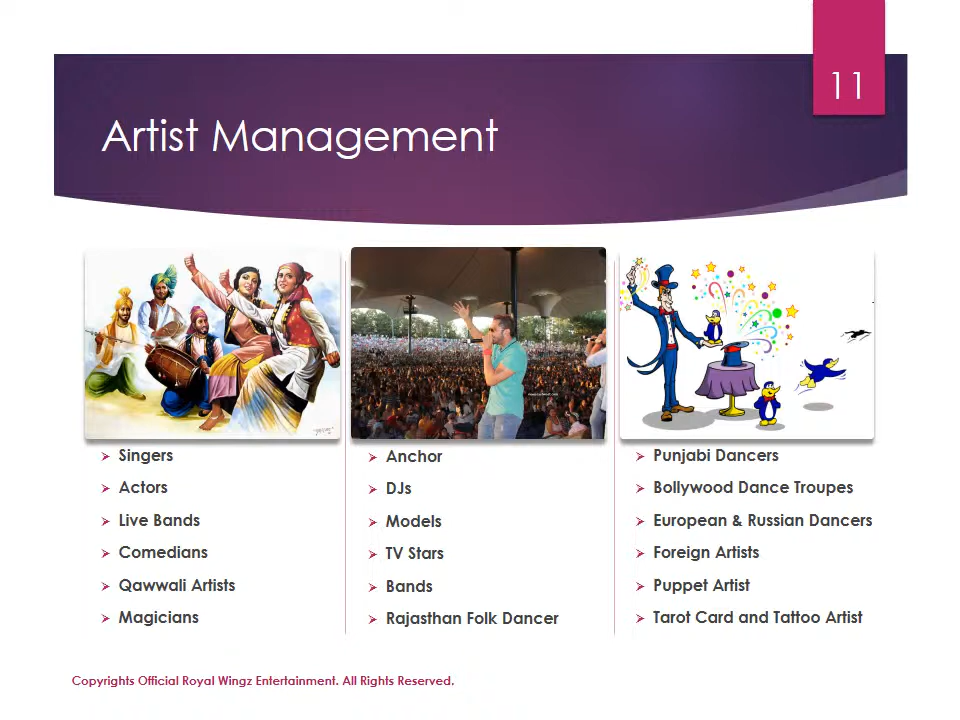 11
Artist Management
Singers
Actors
Live Bands
Comedians
Qawwali Artists
Magicians
Anchor
DJs
Models
TV Stars
Bands
Rajasthan Folk Dancer
Punjabi Dancers
Bollywood Dance Troupes
European & Russian Dancers
Foreign Artists
Puppet Artist
Tarot Card and Tattoo Artist
Copyrights Official Royal Wingz Entertainment. All Rights Reserved.